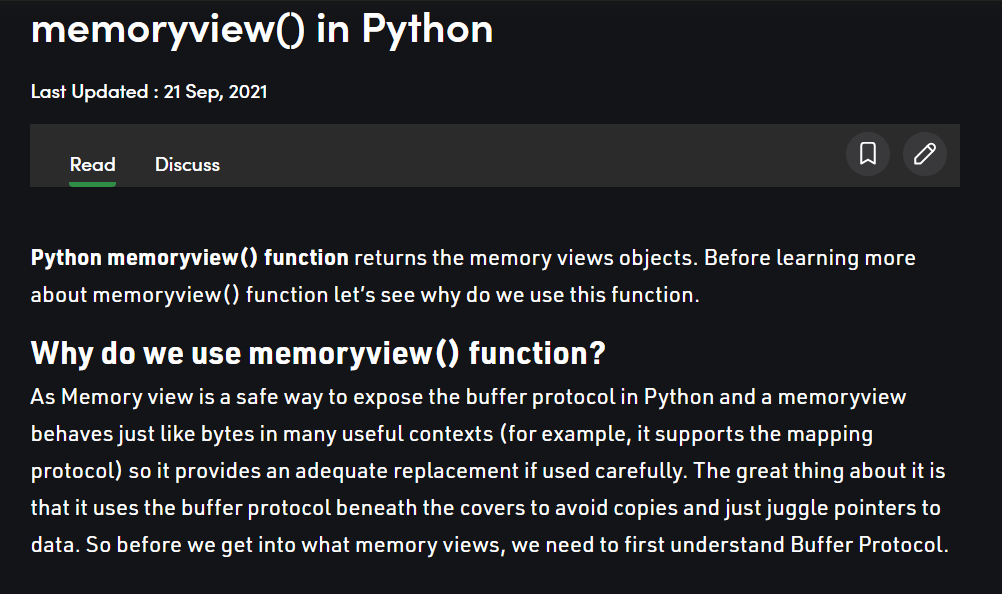 memoryview() in Python
Last Updated : 21 Sep, 2021
Read Discuss
Python memoryview() function returns the memory views objects. Before learning more
about memoryview() function let’s see why do we use this function.
Why do we use memoryview() function?
As Memory view is a safe way to expose the buffer protocol in Python and a memoryview
behaves just like bytes in many useful contexts (for example, it supports the mapping
protocol) so it provides an adequate replacement if used carefully. The great thing about it is
that it uses the buffer protocol beneath the covers to avoid copies and just juggle pointers to
data. So before we get into what memory views, we need to first understand Buffer Protocol.